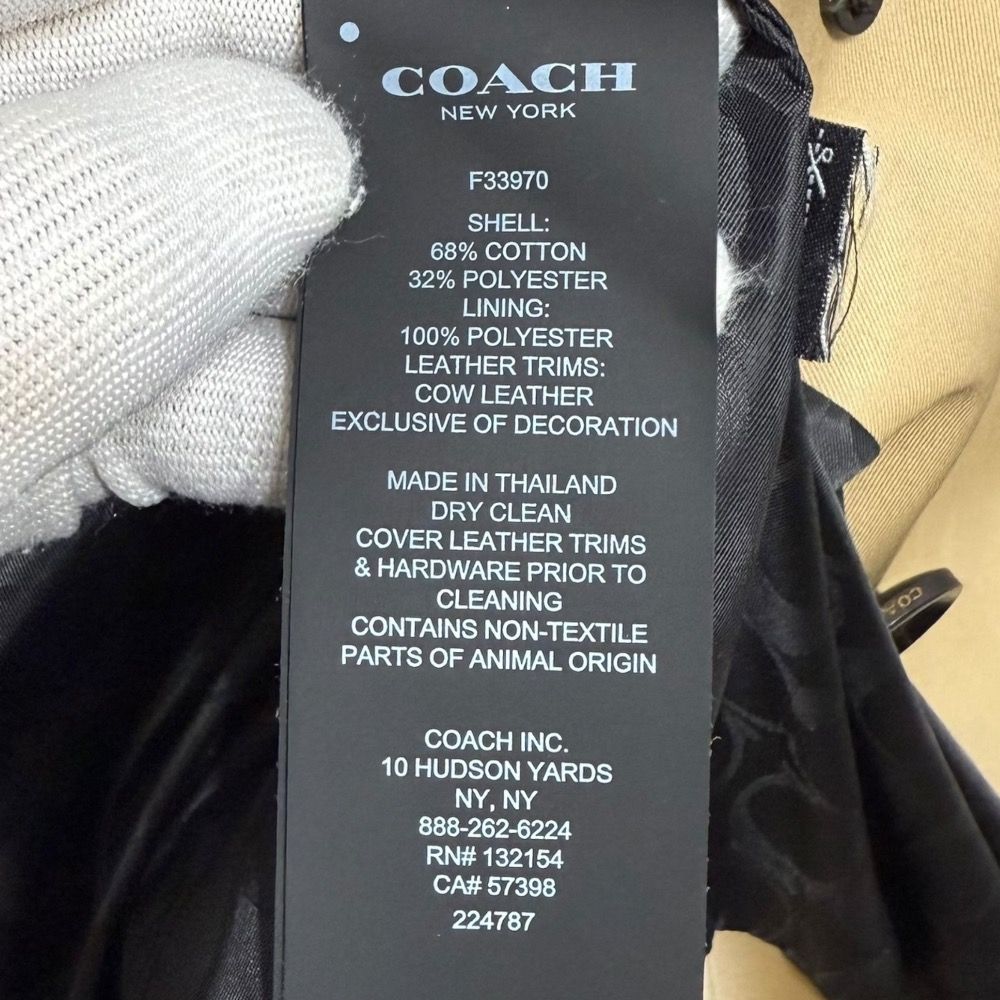 COACH
NEW YORK
F33970
SHELL:
68% COTTON
32% POLYESTER
LINING:
100% POLYESTER
LEATHER TRIMS:
COW LEATHER
EXCLUSIVE OF DECORATION
MADE IN THAILAND
DRY CLEAN
COVER LEATHER TRIMS
& HARDWARE PRIOR TO
CLEANING
CONTAINS NON-TEXTILE
PARTS OF ANIMAL ORIGIN
COACH INC.
10 HUDSON YARDS
NY, NY
888-262-6224
RN# 132154
CA# 57398
224787